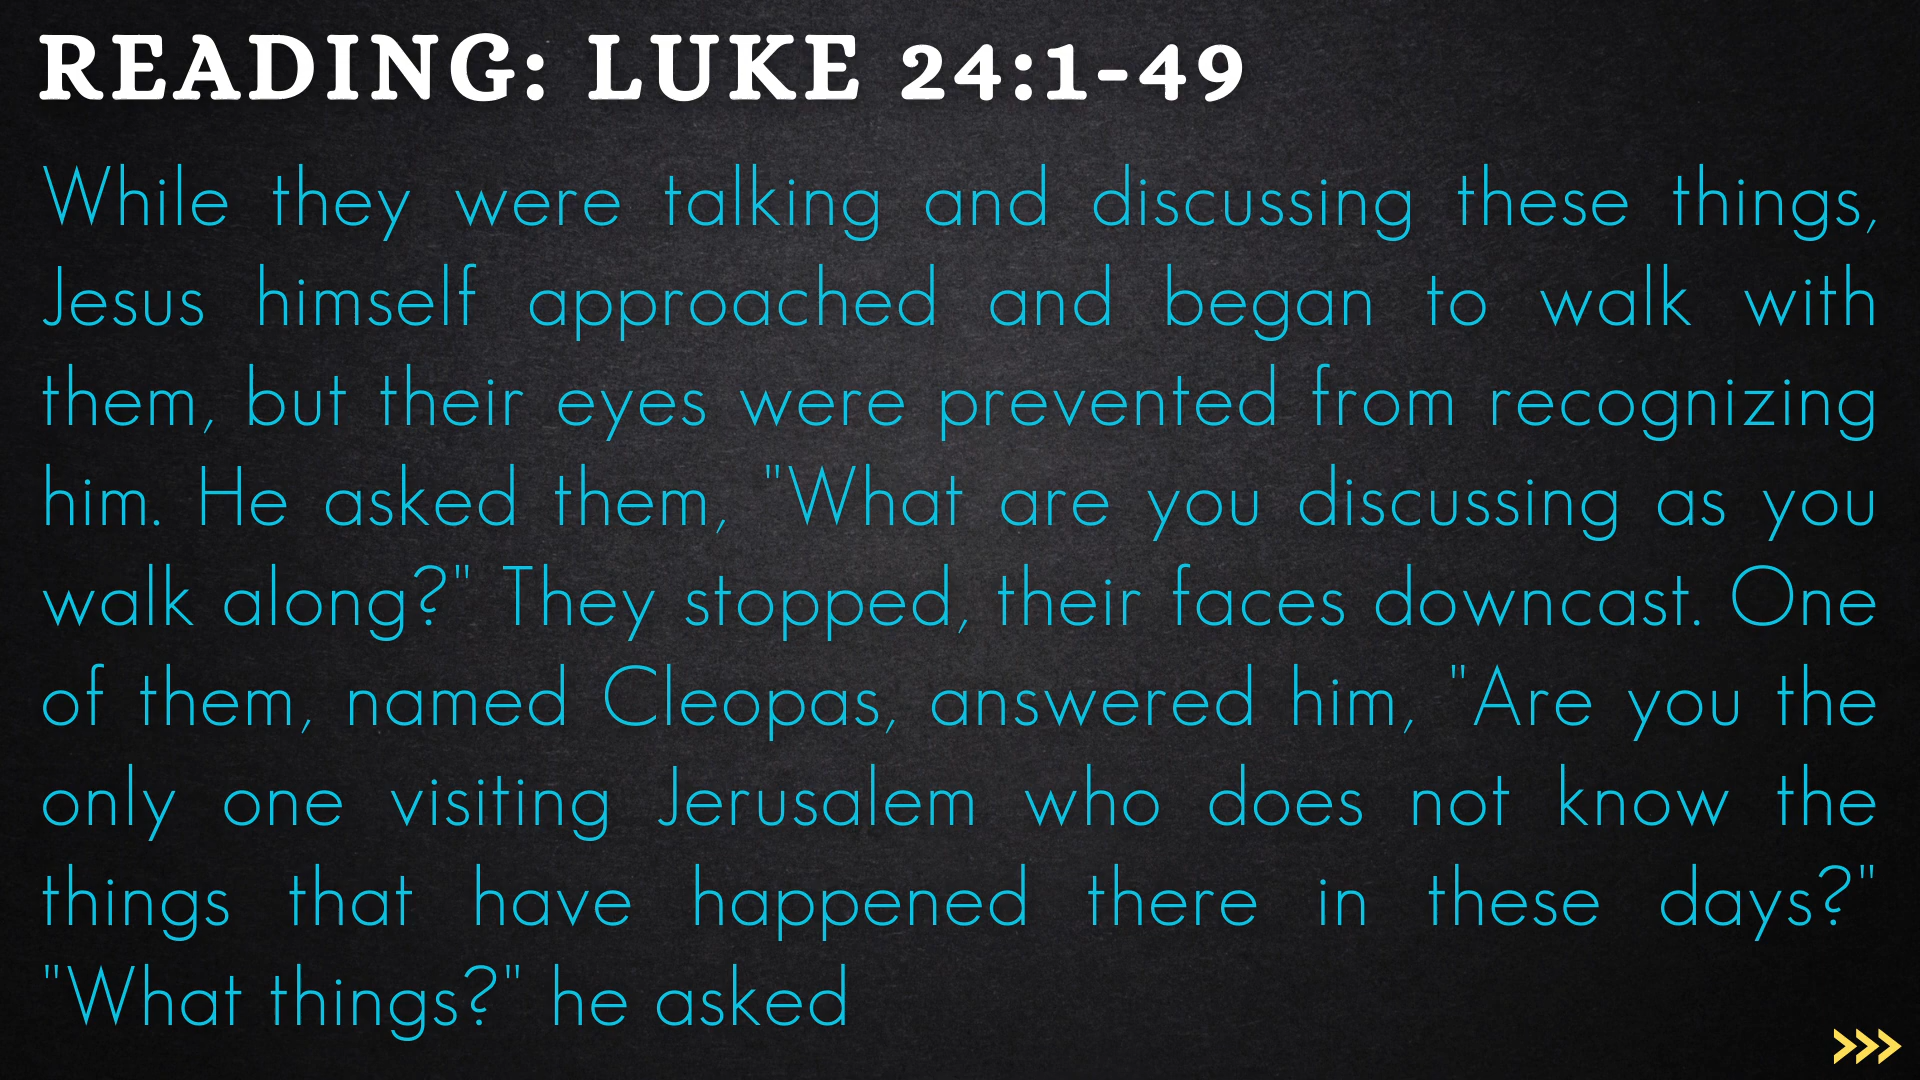 READING: LUKE 24:1-49
While they were talking and discussing these things,
Jesus himself approached and began to walk with
them, but their eyes were prevented from recognizing
him. He asked them, "What are you discussing as you
walk along?" They stopped, their faces downcast. One
of them, named Cleopas, answered him, "Are you the
only one visiting Jerusalem who does not know the
things that have happened there in these days?"
"What things?" he asked
>>>